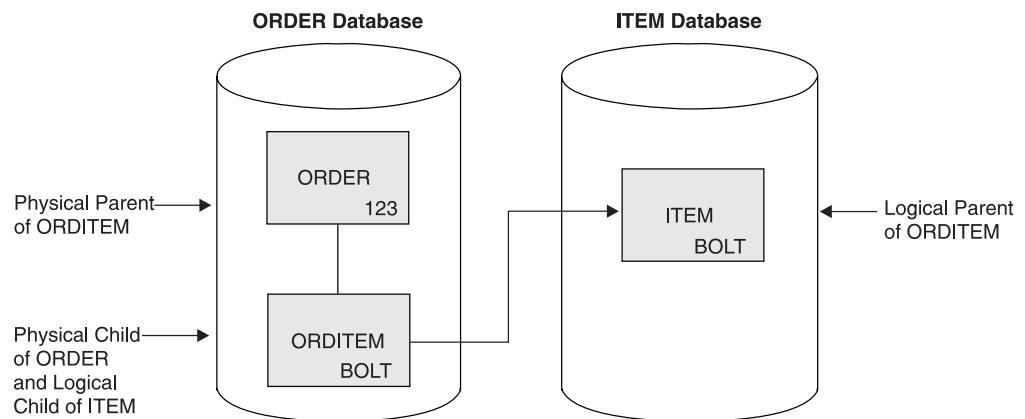 ORDER Database
ITEM Database
ORDER
123
Physical Parent
of ORDITEM
ITEM
BOLT
Logical Parent
of ORDITEM
Physical Child
of ORDER
and Logical
Child of ITEM
ORDITEM
BOLT